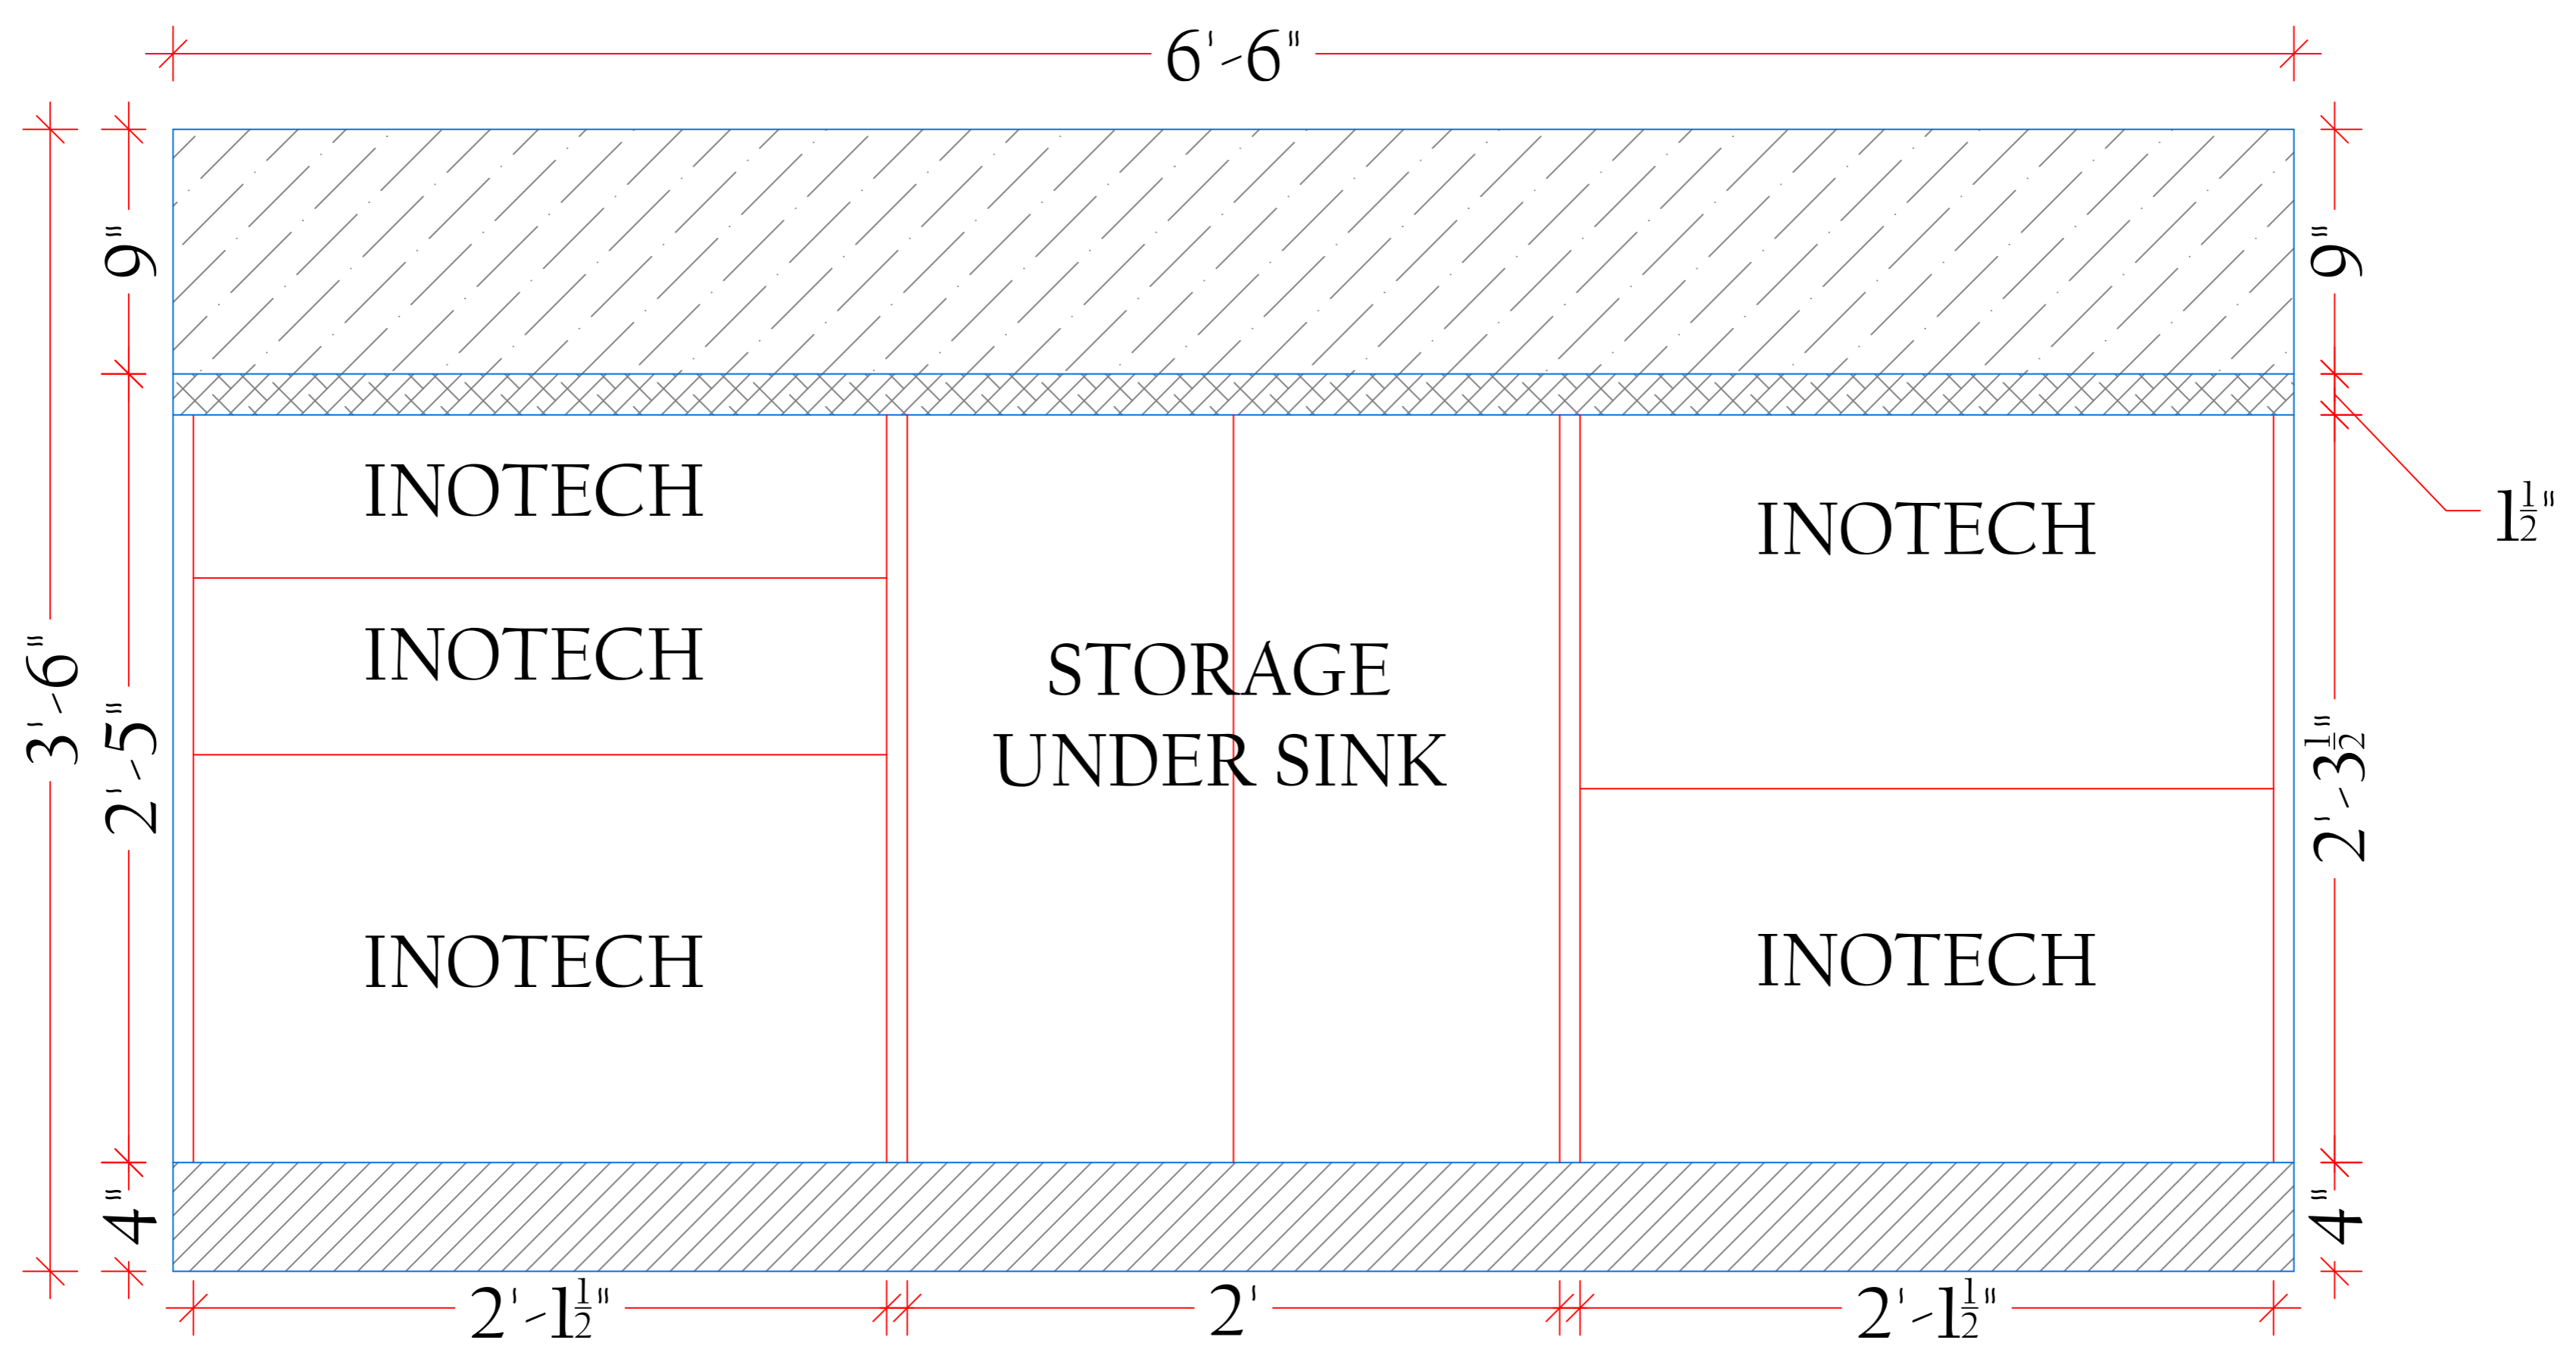 6'-6"
9"
9"
3'-6"
2'-5"
1½"
2'-3½"
INOTECH
INOTECH
INOTECH
STORAGE
UNDER SINK
INOTECH
INOTECH
4"
4"
2'-1½"
2'
2'-1½"